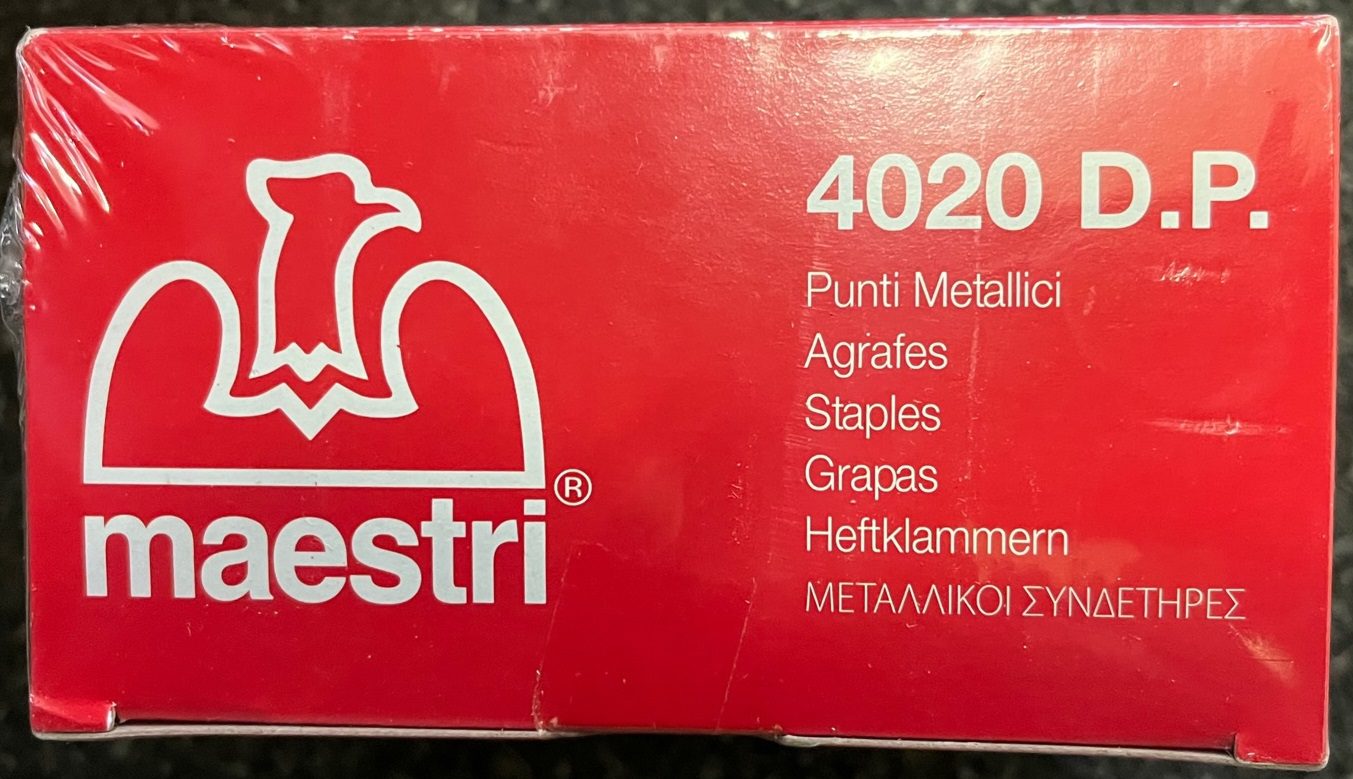 maestri®
4020 D.P.
Punti Metallici
Agrafes
Staples
Grapas
Heftklammern
ΜΕΤΑΛΛΙΚΟΙ ΣΥΝΔΕΤΗΡΕΣ